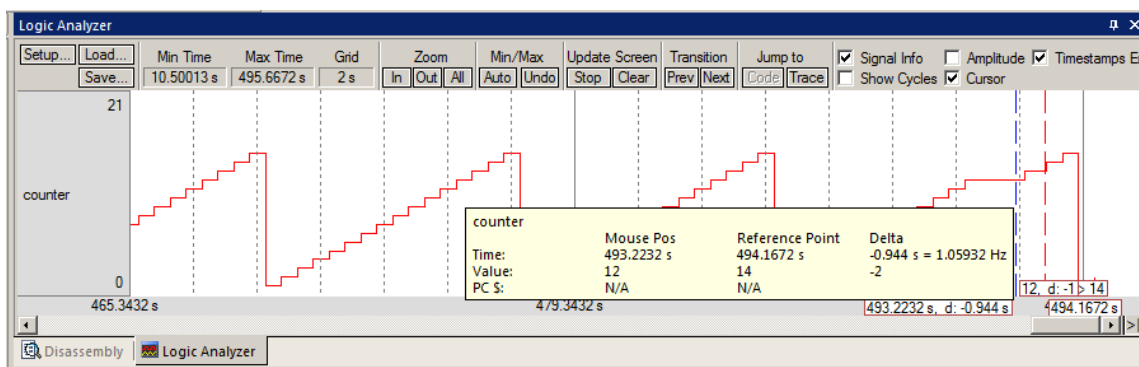 Logic Analyzer
Setup... Load... Min Time Max Time Grid Zoom Min/Max Update Screen Transition Jump to Signal Info Amplitude Timestamps E
Save... 10.50013 s 495.6672 s 2 s In Out All Auto Undo Stop Clear Prev Next Code Trace Show Cycles Cursor
21
counter
0
counter
Mouse Pos Reference Point Delta
Time: 493.2232 s 494.1672 s -0.944 s = 1.05932 Hz
Value: 12 14 -2
PC $: N/A N/A
12, d: -1 > 14
465.3432 s 479.3432 s 493.2232 s, d: -0.944 s 494.1672 s
Disassembly Logic Analyzer